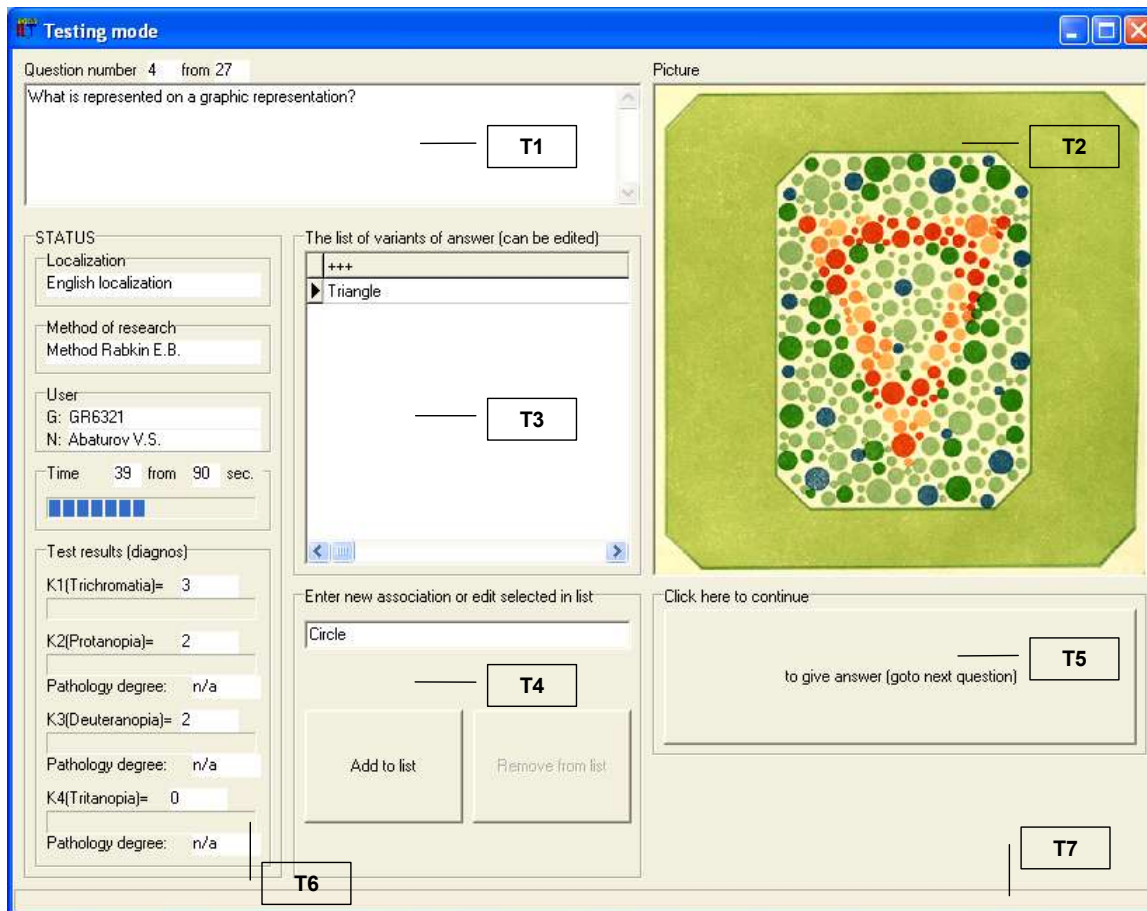 Testing mode
Question number 4 from 27
What is represented on a graphic representation?
T1
Picture
T2
STATUS
Localization
English localization
Method of research
Method Rabkin E.B.
User
G: GR6321
N: Abaturov V.S.
Time 39 from 90 sec.
Test results (diagnos)
K1(Trichromatia)= 3
K2(Protanopia)= 2
Pathology degree: n/a
K3(Deuteranopia)= 2
Pathology degree: n/a
K4(Tritanopia)= 0
Pathology degree: n/a
T6
The list of variants of answer (can be edited)
+++
Triangle
T3
Enter new association or edit selected in list
Circle
T4
Add to list
Remove from list
Click here to continue
T5
to give answer (goto next question)
T7